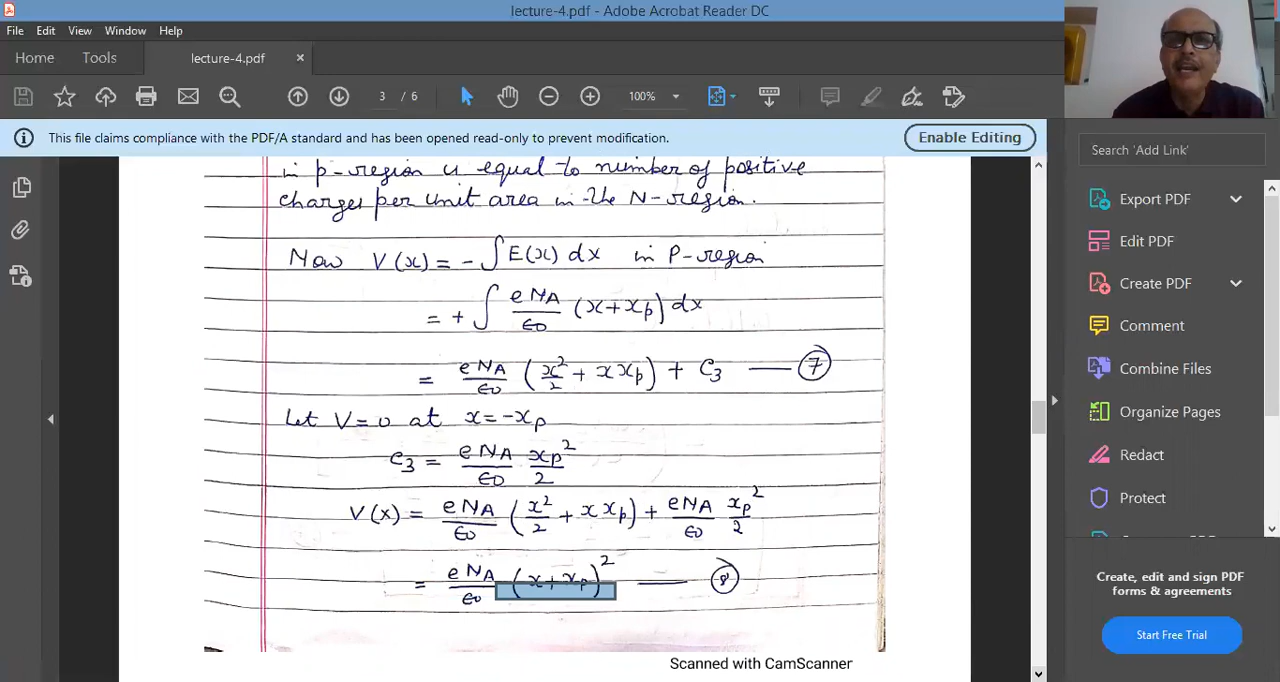 lecture-4.pdf - Adobe Acrobat Reader DC
File Edit View Window Help
Home Tools lecture-4.pdf ×
3 / 6 100%
This file claims compliance with the PDF/A standard and has been opened read-only to prevent modification.
Enable Editing
in p-region is equal to number of positive
charges per unit area in the N-region.
Now V(x) = - ∫ E(x) dx in P-region
= + ∫ eNA/ε0 (x+xp) dx
= eNA/ε0 (x²/2 + x xp) + C3 — 7
Let V=0 at x=-xp
C3 = eNA/ε0 xp²/2
V(x) = eNA/ε0 (x²/2 + x xp) + eNA/ε0 xp²/2
= eNA/ε0 (x+xp)² — 8
Scanned with CamScanner
Search 'Add Link'
Export PDF
Edit PDF
Create PDF
Comment
Combine Files
Organize Pages
Redact
Protect
Create, edit and sign PDF
forms & agreements
Start Free Trial